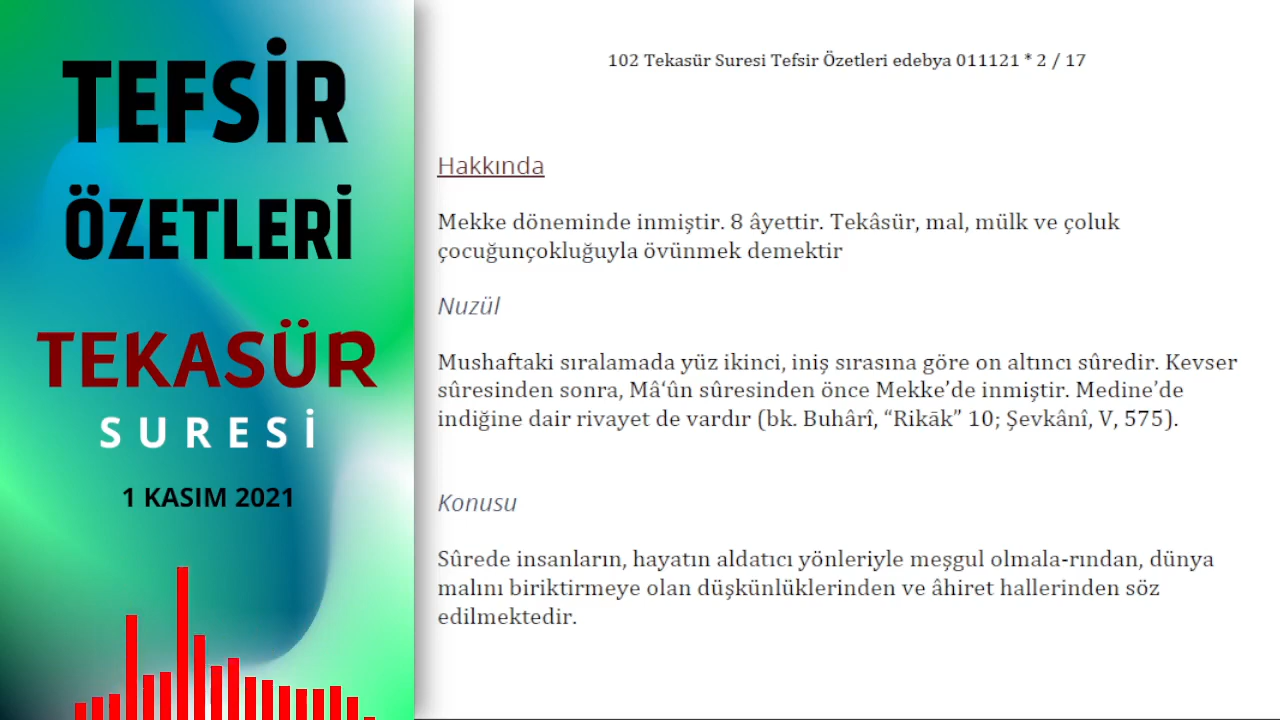 TEFSİR
ÖZETLERİ
TEKASÜR
SURESİ
1 KASIM 2021
102 Tekasür Suresi Tefsir Özetleri edebya 011121 * 2 / 17
Hakkında
Mekke döneminde inmiştir. 8 âyettir. Tekâsür, mal, mülk ve çoluk
çocuğunçokluğuyla övünmek demektir
Nuzül
Mushaftaki sıralamada yüz ikinci, iniş sırasına göre on altıncı sûredir. Kevser
sûresinden sonra, Mâ‘ûn sûresinden önce Mekke’de inmiştir. Medine’de
indiğine dair rivayet de vardır (bk. Buhârî, “Rikāk” 10; Şevkânî, V, 575).
Konusu
Sûrede insanların, hayatın aldatıcı yönleriyle meşgul olmala-rından, dünya
malını biriktirmeye olan düşkünlüklerinden ve âhiret hallerinden söz
edilmektedir.